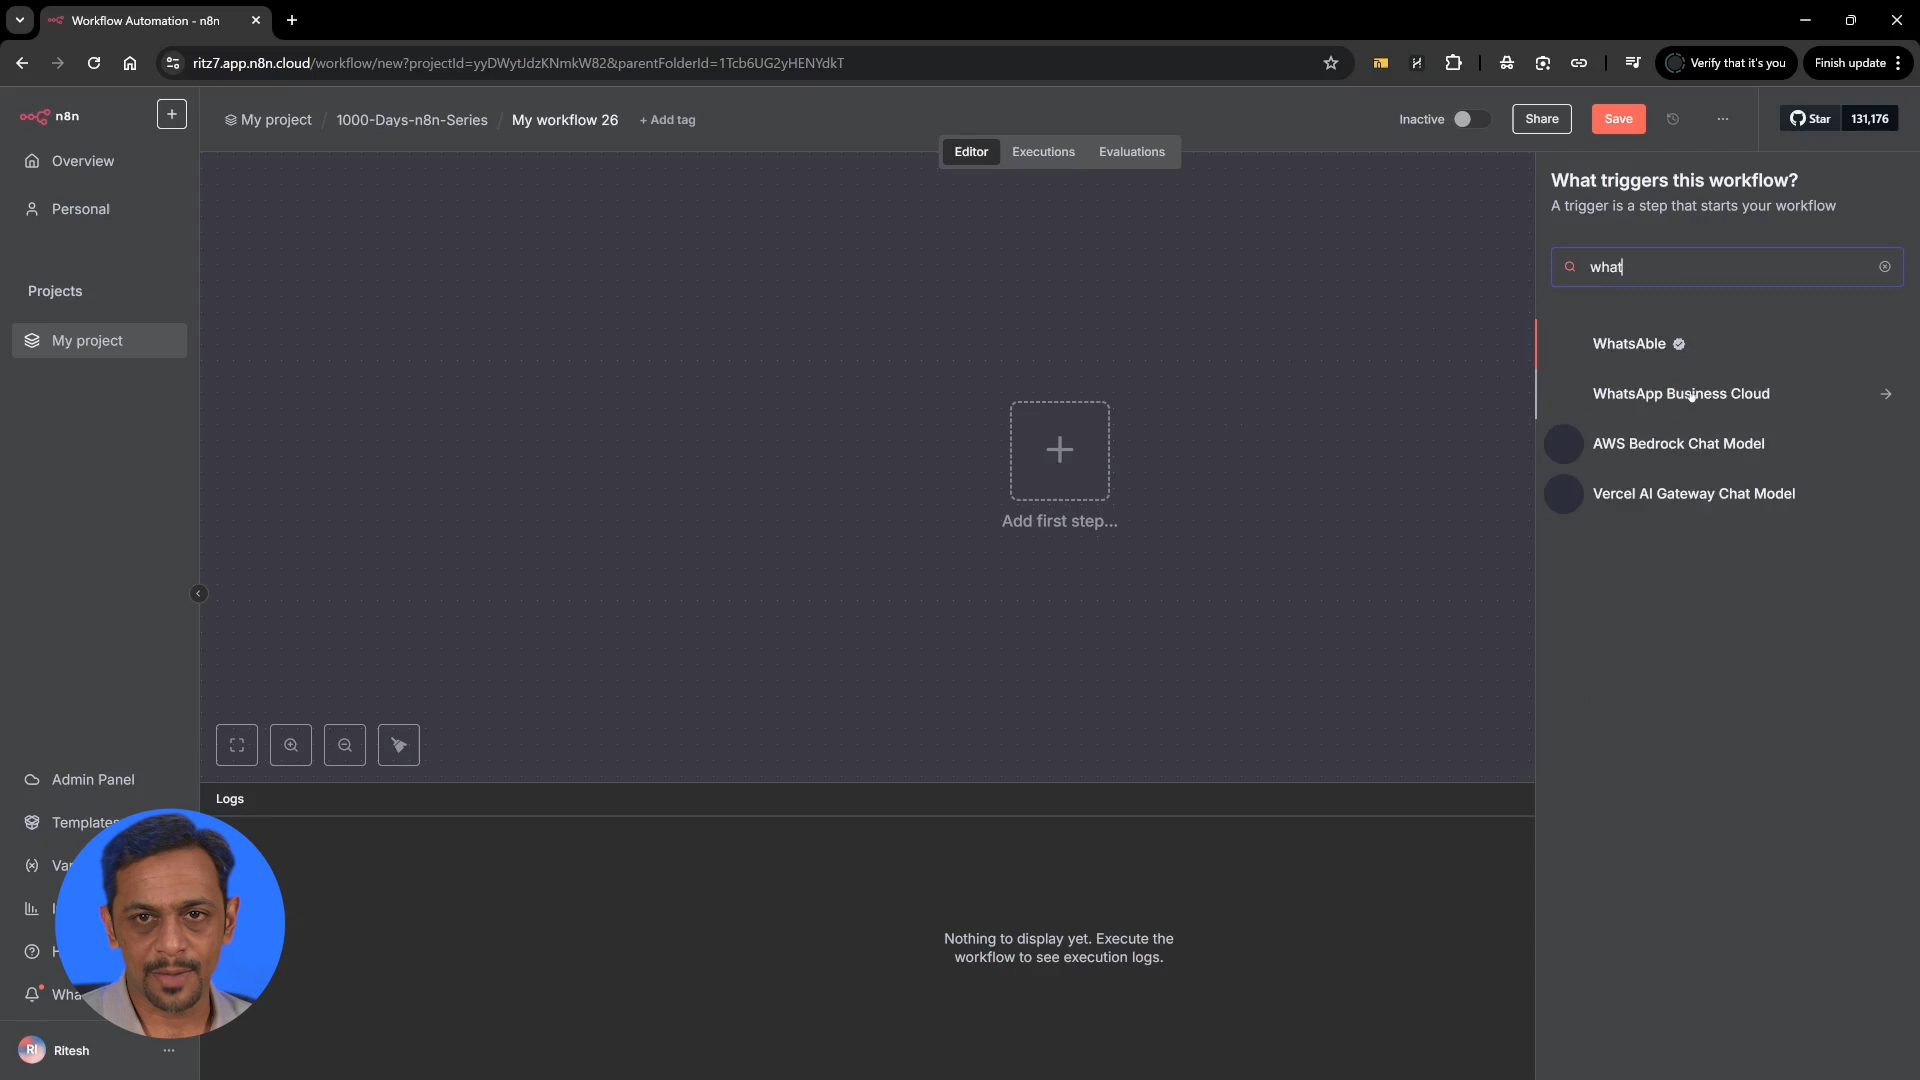 Workflow Automation - n8n
ritz7.app.n8n.cloud/workflow/new?projectId=yyDWytJdzKNmkW82&parentFolderId=1Tcb6UG2yHENYdkT
Verify that it's you
Finish update
n8n
My project / 1000-Days-n8n-Series / My workflow 26 + Add tag
Inactive
Share
Save
...
Star 131,176
Editor
Executions
Evaluations
Overview
Personal
Projects
My project
What triggers this workflow?
A trigger is a step that starts your workflow
what
WhatsAble
WhatsApp Business Cloud
AWS Bedrock Chat Model
Vercel AI Gateway Chat Model
Add first step...
Admin Panel
Templates
Logs
Nothing to display yet. Execute the
workflow to see execution logs.
RI Ritesh
...